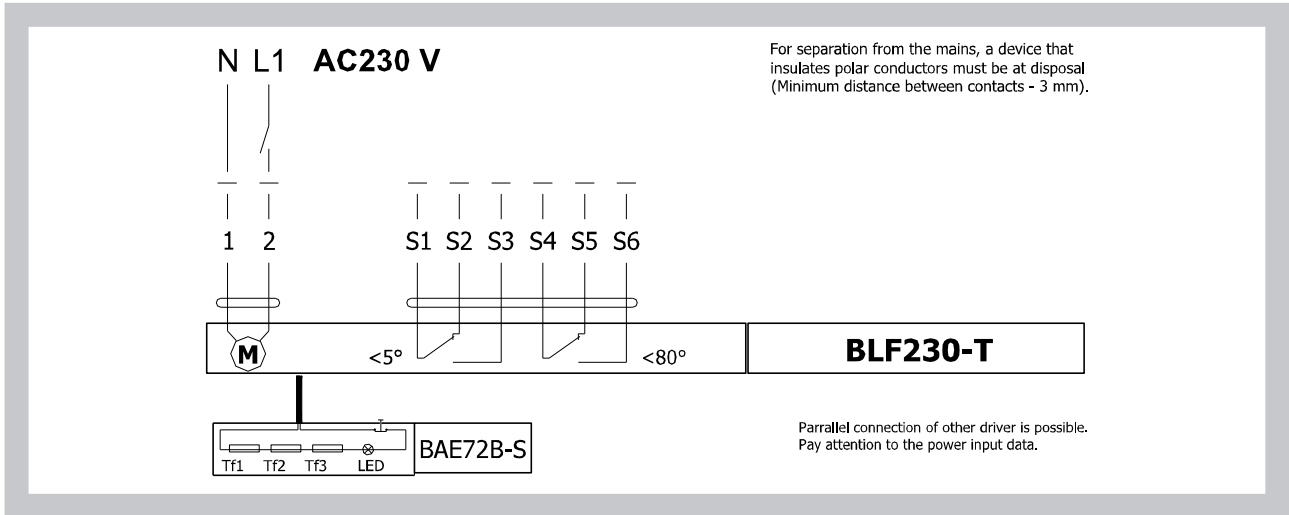 N L1 AC230 V
For separation from the mains, a device that
insulates polar conductors must be at disposal
(Minimum distance between contacts - 3 mm).
1 2 S1 S2 S3 S4 S5 S6
M <5° <80° BLF230-T
Tf1 Tf2 Tf3 LED BAE72B-S
Parrallel connection of other driver is possible.
Pay attention to the power input data.